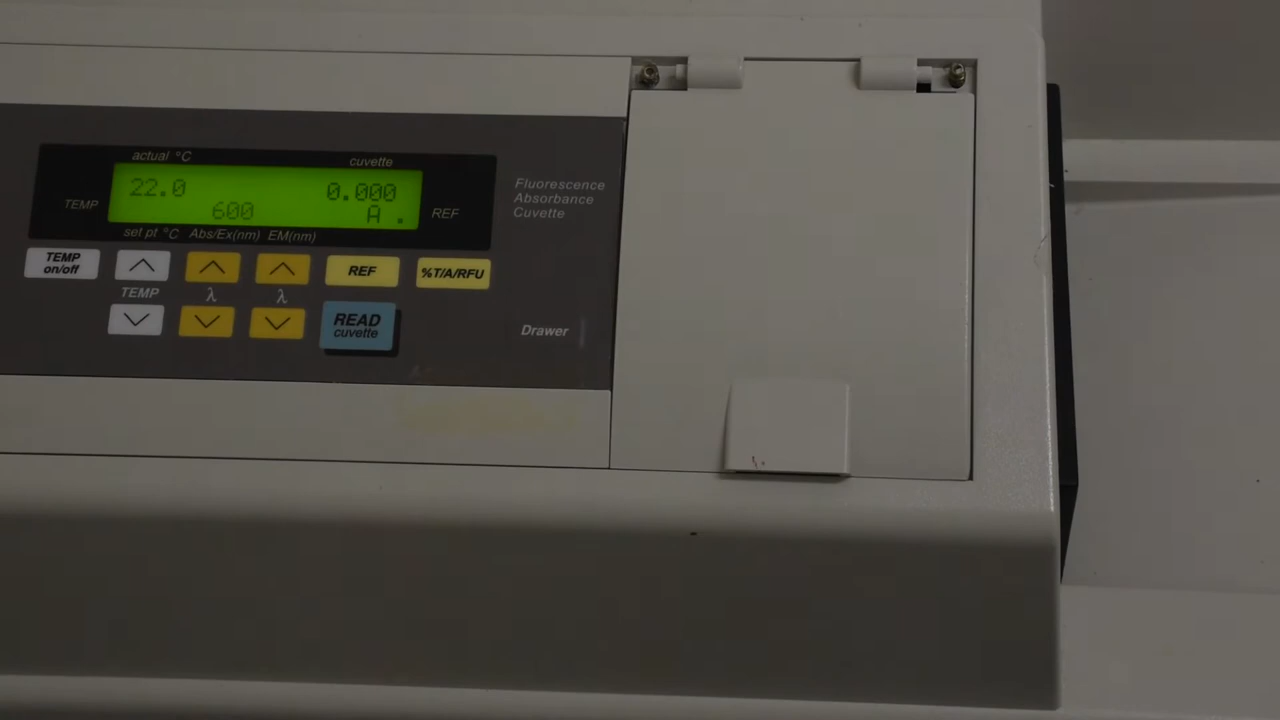 actual °C cuvette
22.0 0.000
TEMP 600 A . REF
set pt °C Abs/Ex(nm) EM(nm)
Fluorescence
Absorbance
Cuvette
TEMP
on/off
REF
%T/A/RFU
TEMP λ λ
READ
cuvette
Drawer